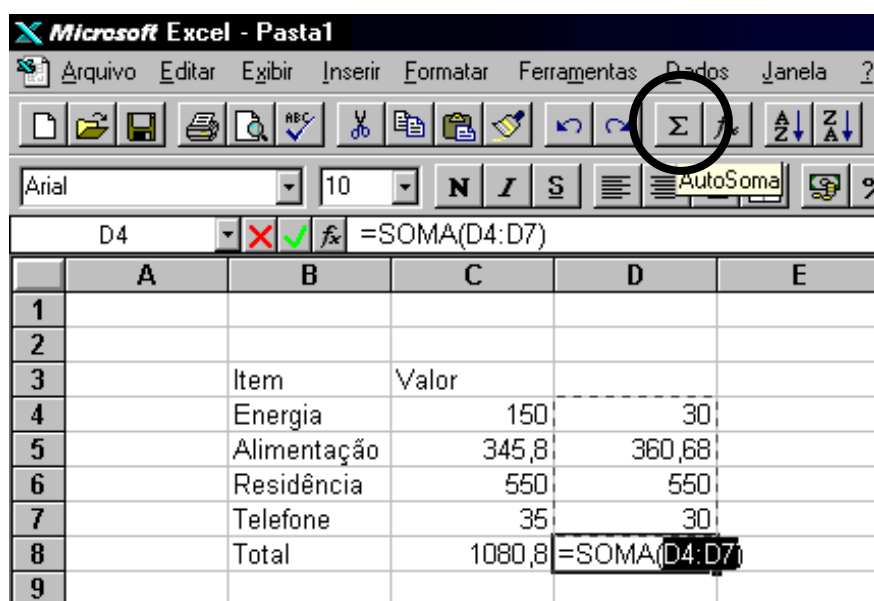 Microsoft Excel - Pasta1
Arquivo Editar Exibir Inserir Formatar Ferramentas Dados Janela ?
ABC Σ A Z Z A
Arial 10 N I S AutoSoma
D4 fx =SOMA(D4:D7)
A B C D E
1
2
3 Item Valor
4 Energia 150 30
5 Alimentação 345,8 360,68
6 Residência 550 550
7 Telefone 35 30
8 Total 1080,8 =SOMA(D4:D7)
9